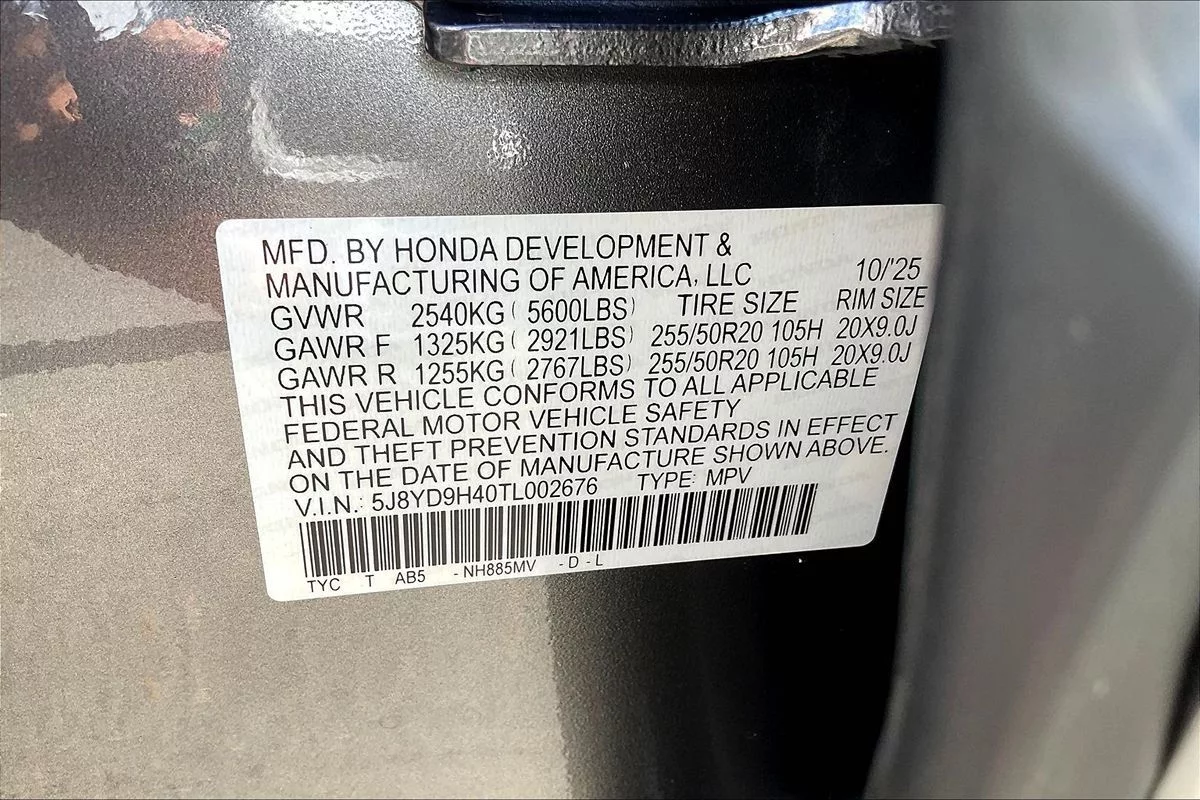 MFD. BY HONDA DEVELOPMENT &
MANUFACTURING OF AMERICA, LLC 10/'25
GVWR 2540KG ( 5600LBS) TIRE SIZE RIM SIZE
GAWR F 1325KG ( 2921LBS) 255/50R20 105H 20X9.0J
GAWR R 1255KG ( 2767LBS) 255/50R20 105H 20X9.0J
THIS VEHICLE CONFORMS TO ALL APPLICABLE
FEDERAL MOTOR VEHICLE SAFETY
AND THEFT PREVENTION STANDARDS IN EFFECT
ON THE DATE OF MANUFACTURE SHOWN ABOVE.
V.I.N.: 5J8YD9H40TL002676 TYPE: MPV
TYC T AB5 -NH885MV -D-L